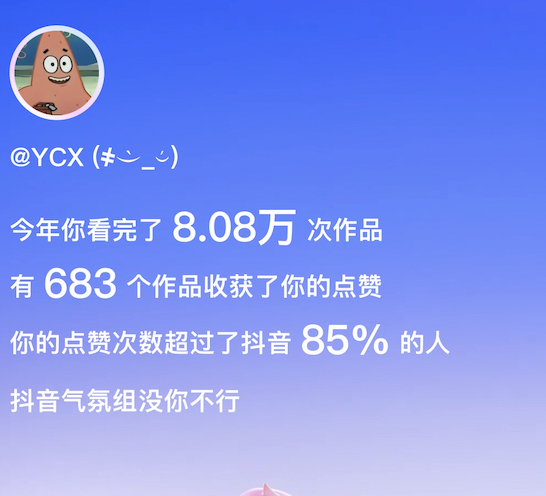 @YCX (ꈍ⌣̀_⌣́)
今年你看完了 8.08万 次作品
有 683 个作品收获了你的点赞
你的点赞次数超过了抖音 85% 的人
抖音气氛组没你不行